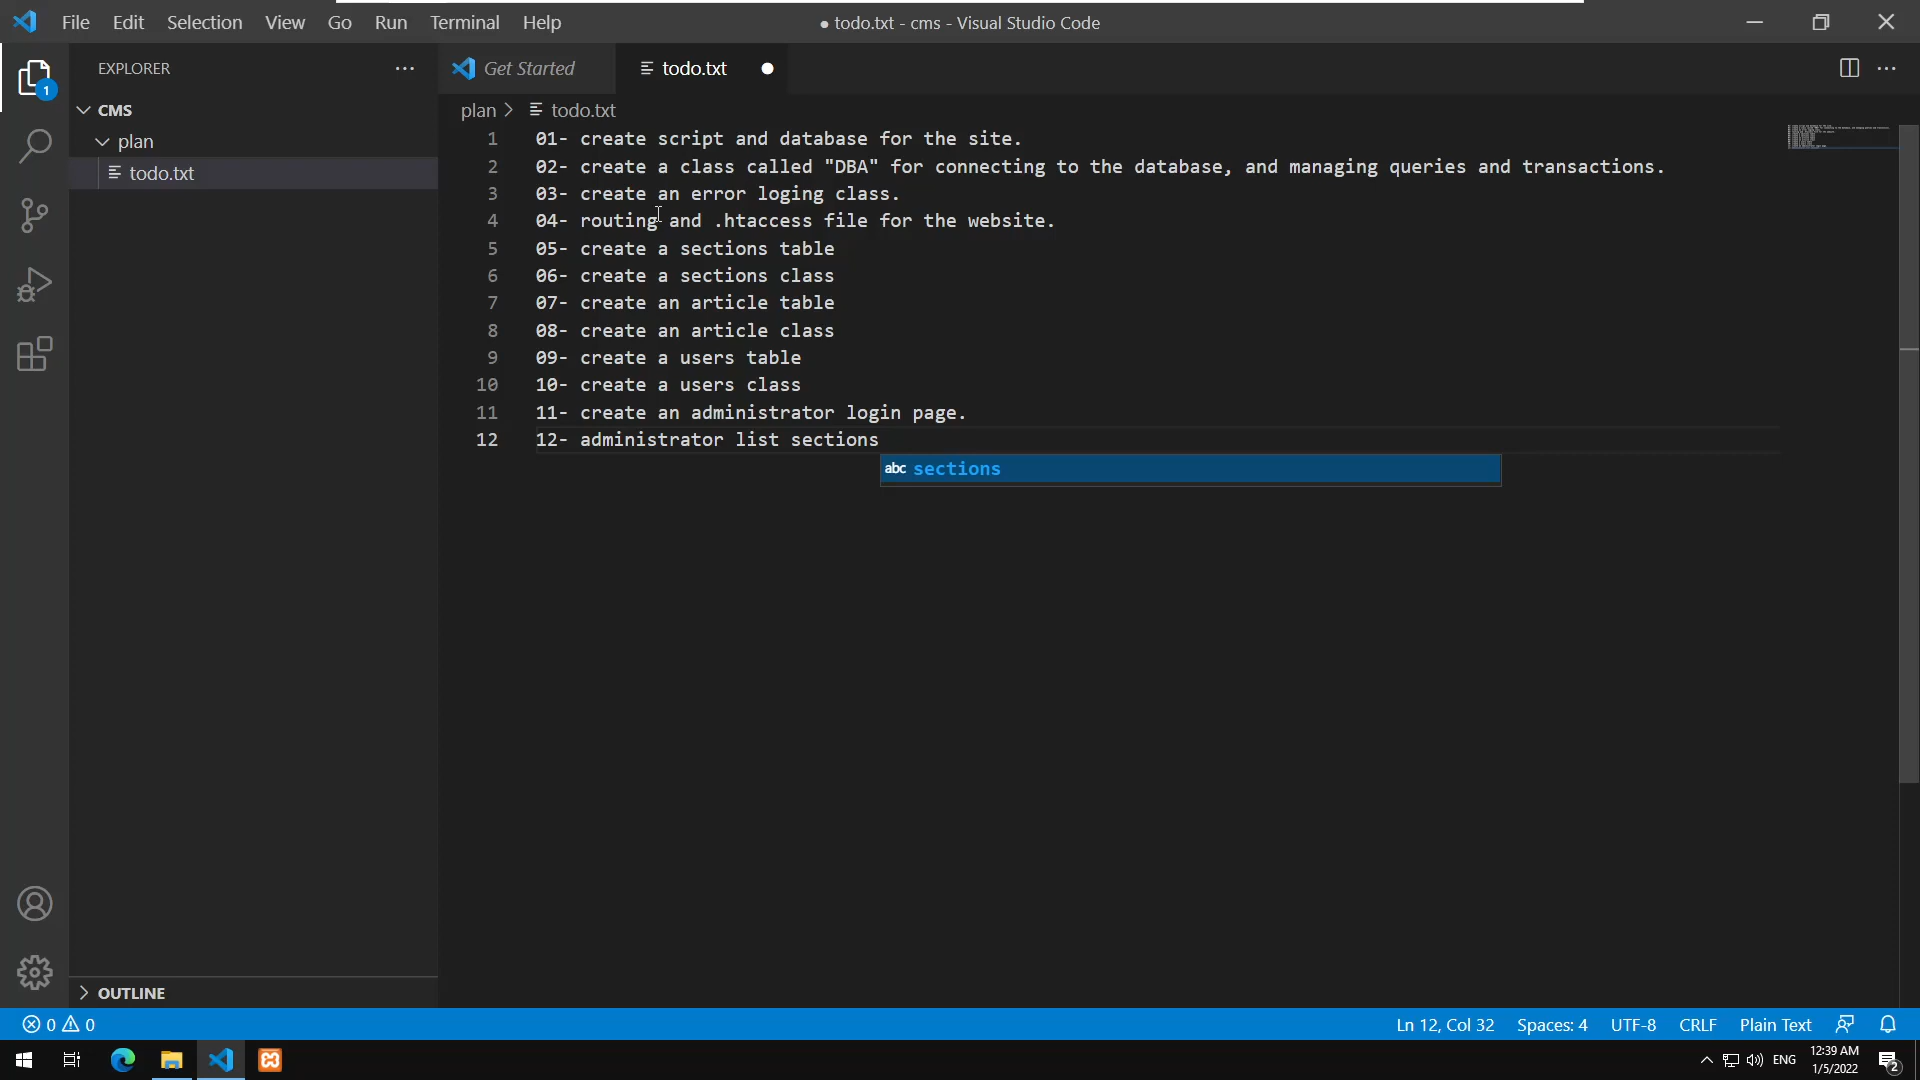 File Edit Selection View Go Run Terminal Help
● todo.txt - cms - Visual Studio Code
EXPLORER
Get Started
todo.txt
1
CMS
plan
todo.txt
plan > todo.txt
1 01- create script and database for the site.
2 02- create a class called "DBA" for connecting to the database, and managing queries and transactions.
3 03- create an error loging class.
4 04- routing and .htaccess file for the website.
5 05- create a sections table
6 06- create a sections class
7 07- create an article table
8 08- create an article class
9 09- create a users table
10 10- create a users class
11 11- create an administrator login page.
12 12- administrator list sections
abc sections
OUTLINE
0 0
Ln 12, Col 32 Spaces: 4 UTF-8 CRLF Plain Text
ENG
12:39 AM
1/5/2022
2